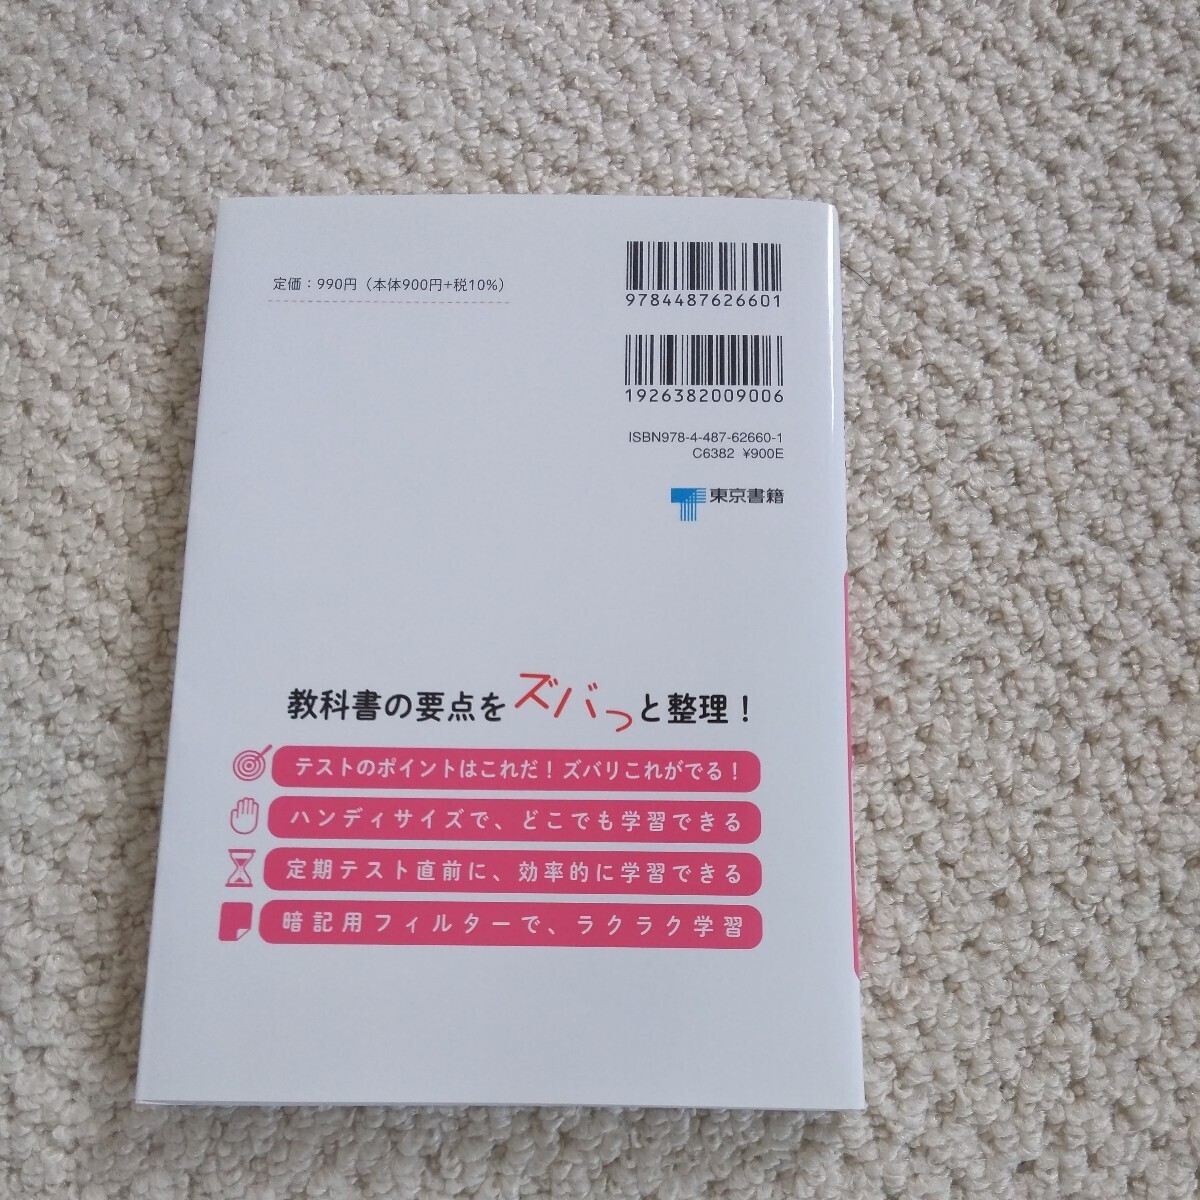 定価：990円（本体900円+税10%）
9784487626601
1926382009006
ISBN978-4-487-62660-1
C6382 ¥900E
東京書籍
教科書の要点をズバっと整理！
テストのポイントはこれだ！ズバリこれがでる！
ハンディサイズで、どこでも学習できる
定期テスト直前に、効率的に学習できる
暗記用フィルターで、ラクラク学習